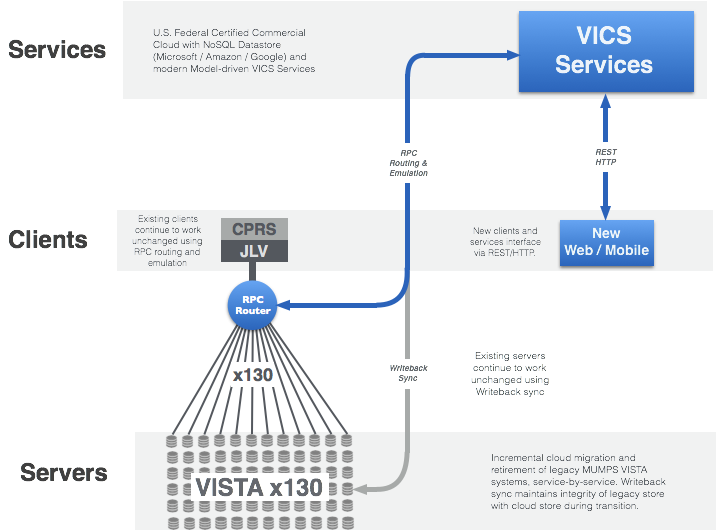 Services
U.S. Federal Certified Commercial
Cloud with NoSQL Datastore
(Microsoft / Amazon / Google) and
modern Model-driven VICS Services
VICS
Services
RPC
Routing &
Emulation
REST
HTTP
Clients
Existing clients
continue to work
unchanged using
RPC routing and
emulation
CPRS
JLV
New clients and
services interface
via REST/HTTP.
New
Web / Mobile
RPC
Router
x130
Writeback
Sync
Existing servers
continue to work
unchanged using
Writeback sync
Servers
VISTA x130
Incremental cloud migration and
retirement of legacy MUMPS VISTA
systems, service-by-service. Writeback
sync maintains integrity of legacy store
with cloud store during transition.